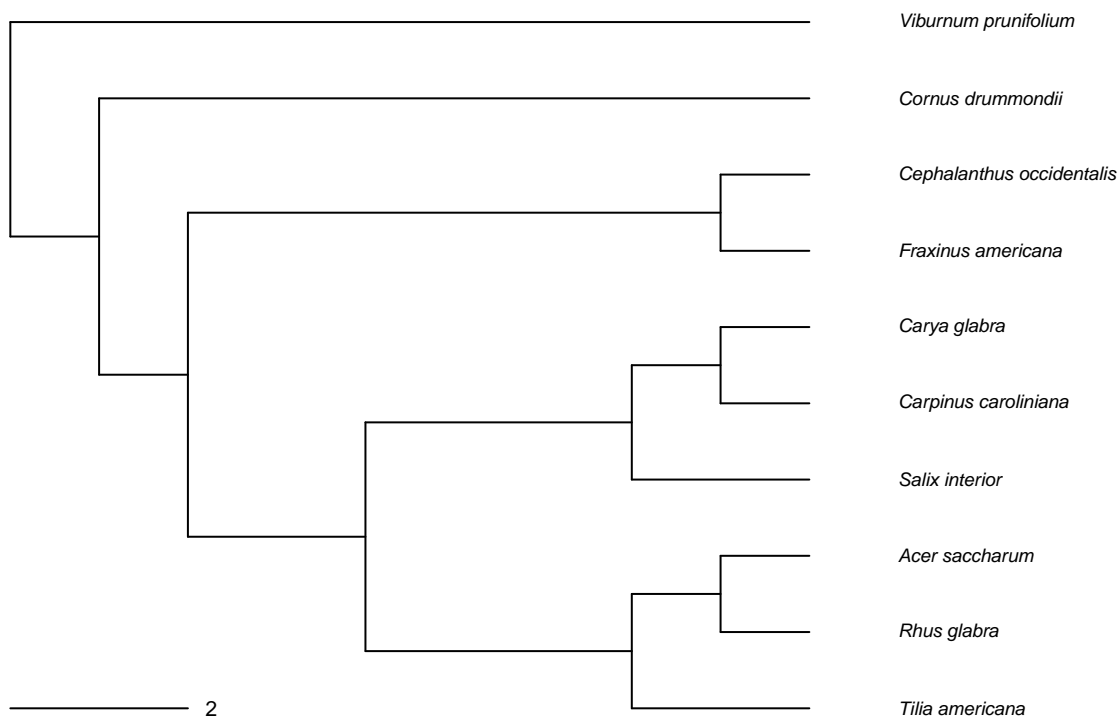 Viburnum prunifolium
Cornus drummondii
Cephalanthus occidentalis
Fraxinus americana
Carya glabra
Carpinus caroliniana
Salix interior
Acer saccharum
Rhus glabra
Tilia americana
2